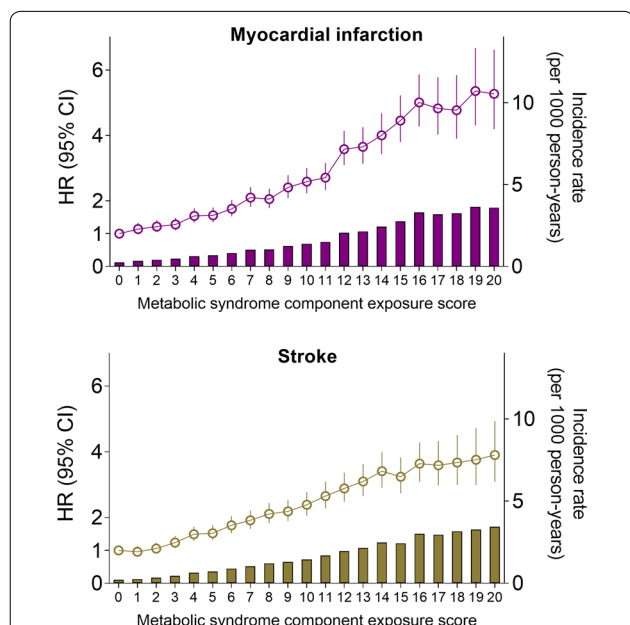 Myocardial infarction
HR (95% CI)
6
4
2
1
0
10
5
0
Incidence rate
(per 1000 person-years)
0 1 2 3 4 5 6 7 8 9 10 11 12 13 14 15 16 17 18 19 20
Metabolic syndrome component exposure score
Stroke
HR (95% CI)
6
4
2
1
0
10
5
0
Incidence rate
(per 1000 person-years)
0 1 2 3 4 5 6 7 8 9 10 11 12 13 14 15 16 17 18 19 20
Metabolic syndrome component exposure score